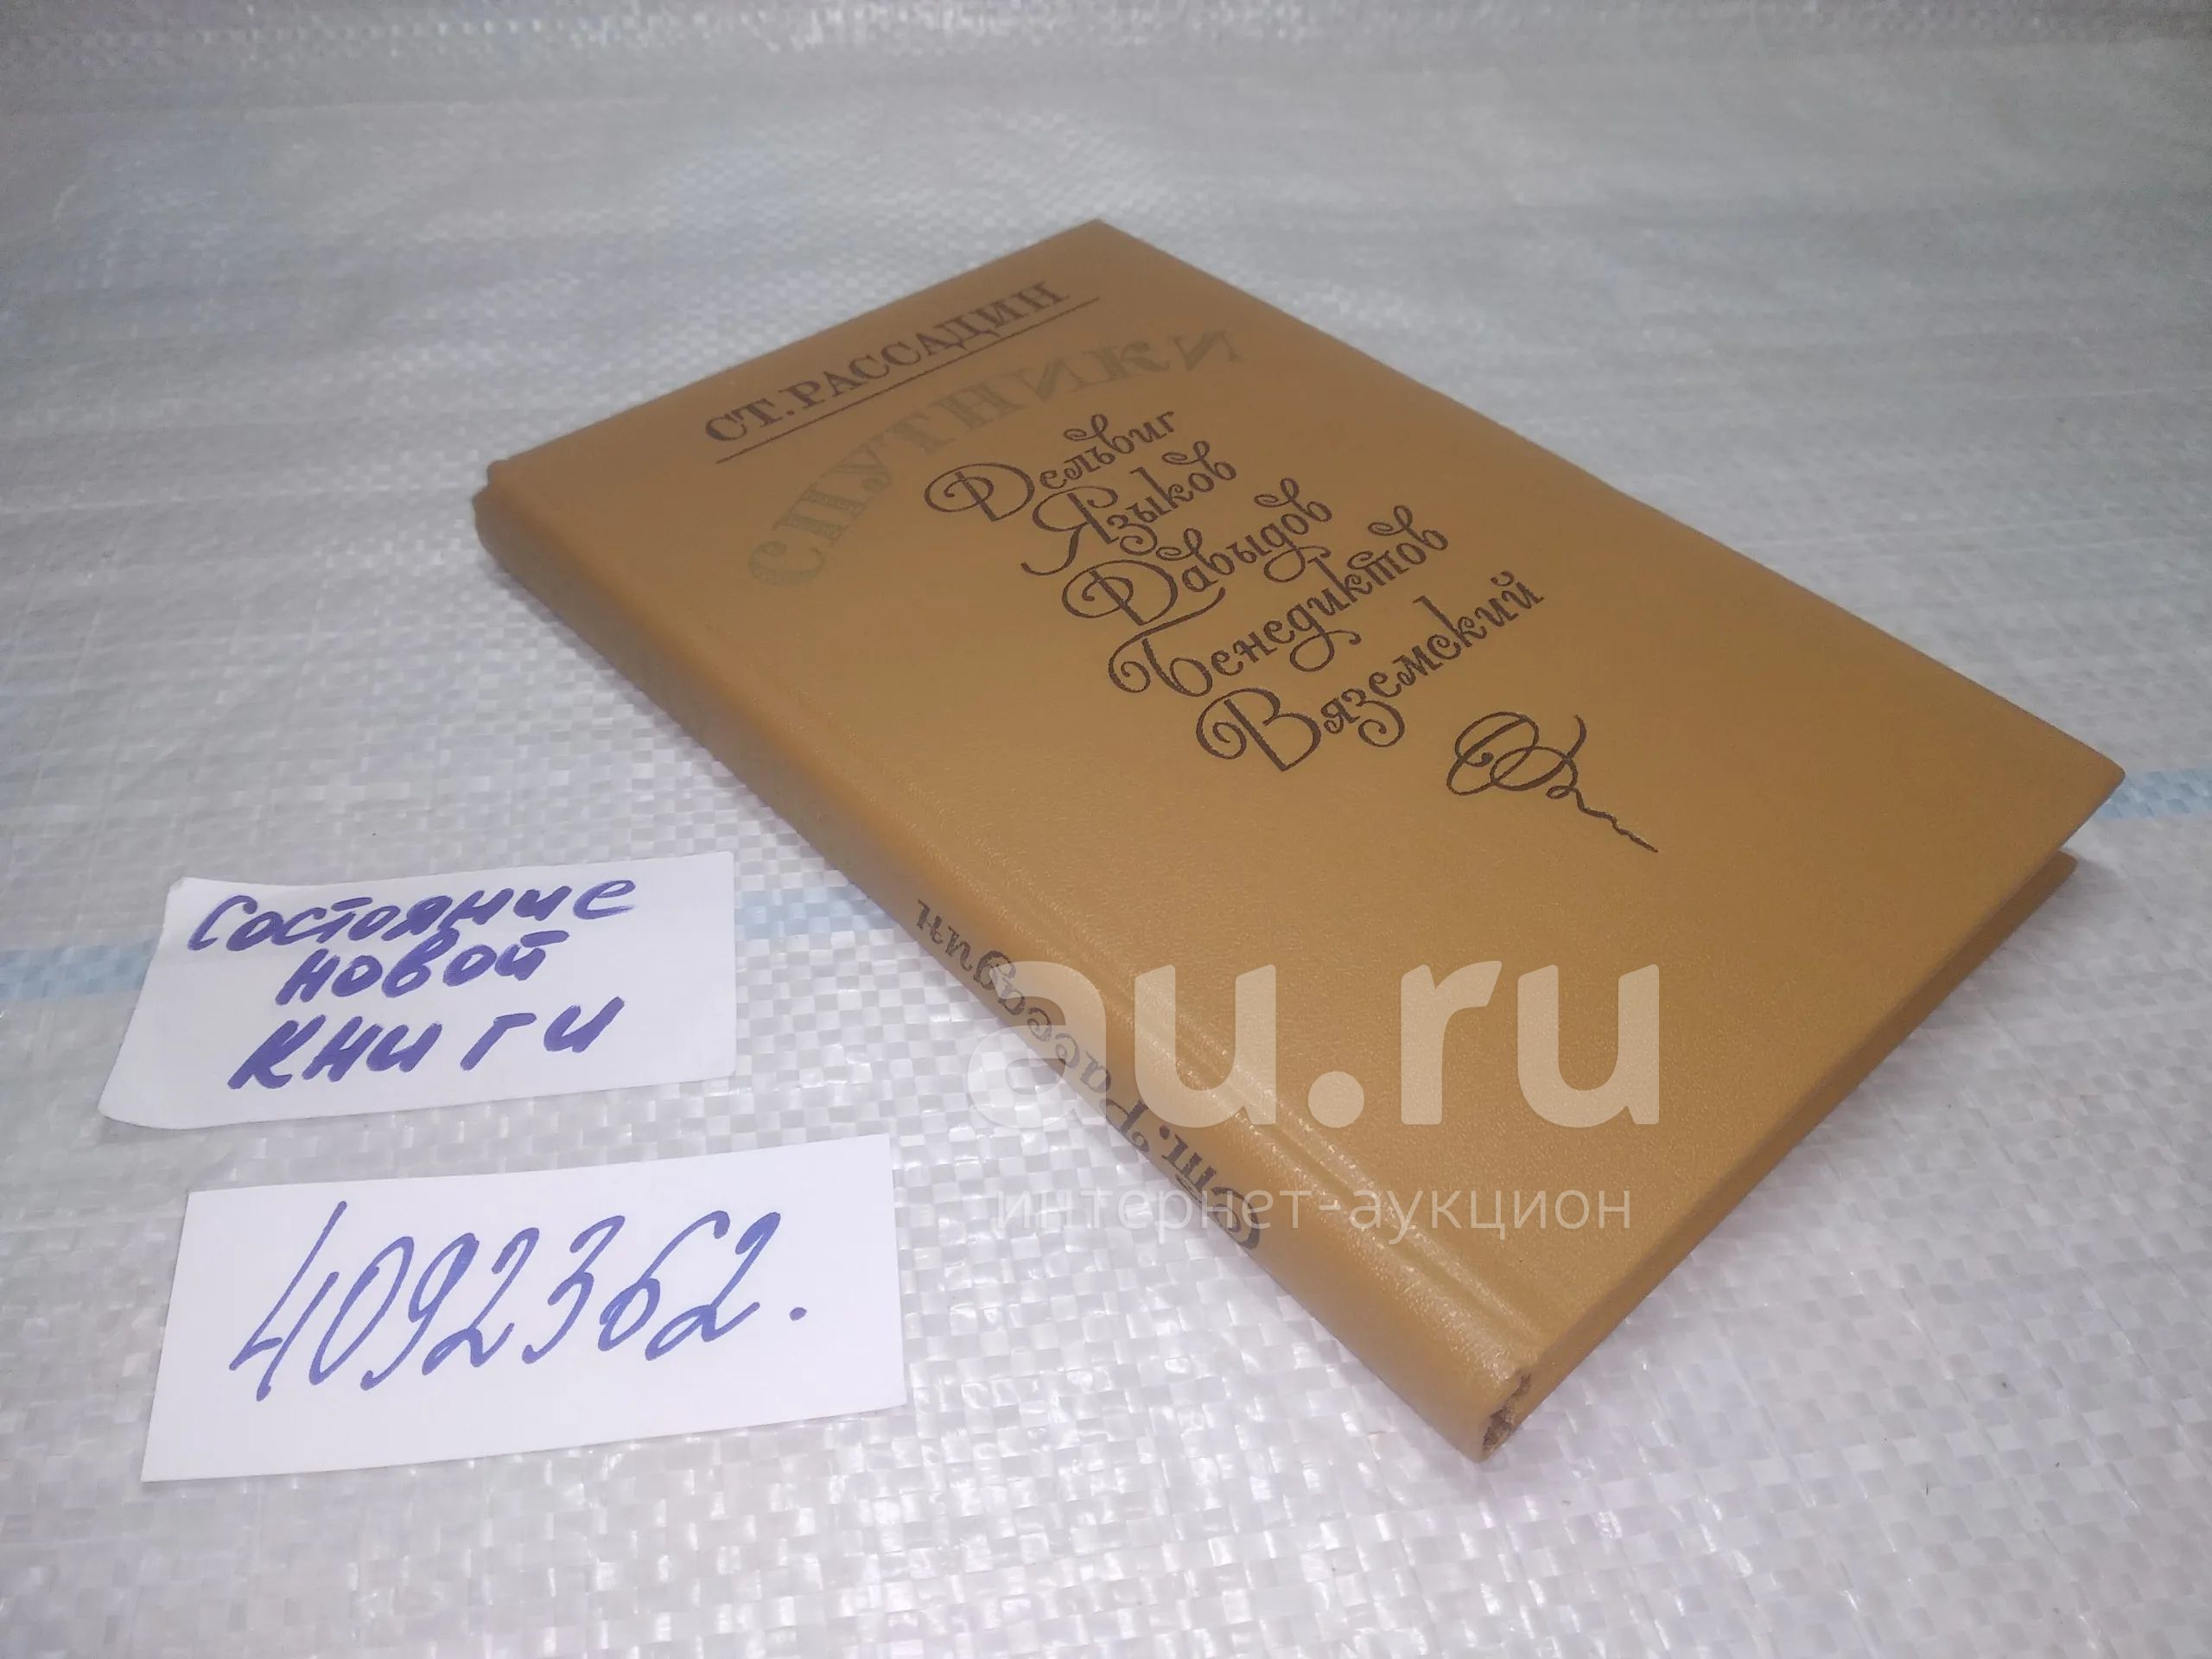 СТ. РАССАДИН
СПУТНИКИ
Дельвиг
Языков
Давыдов
Бенедиктов
Вяземский
Ст. Рассадин
Состояние
новой
книги
4092362.
au.ru
интернет-аукцион